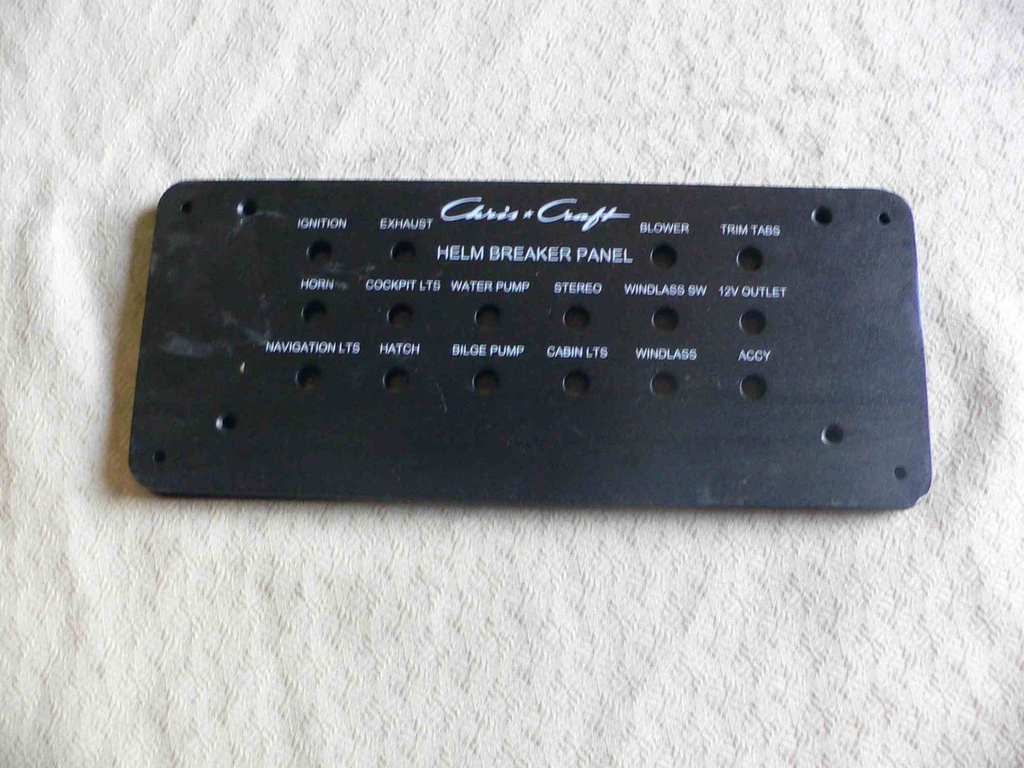 Chris ★ Craft
IGNITION EXHAUST BLOWER TRIM TABS
HELM BREAKER PANEL
HORN COCKPIT LTS WATER PUMP STEREO WINDLASS SW 12V OUTLET
NAVIGATION LTS HATCH BILGE PUMP CABIN LTS WINDLASS ACCY